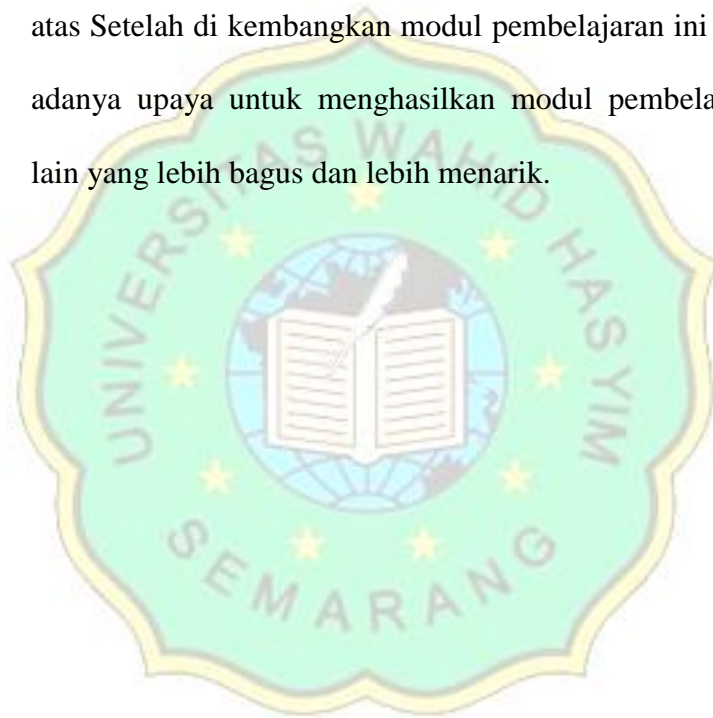 atas Setelah di kembangkan modul pembelajaran ini
adanya upaya untuk menghasilkan modul
lain yang lebih bagus dan lebih menarik.
UNIVERSITAS WAHID HASYIM
SEMARANG